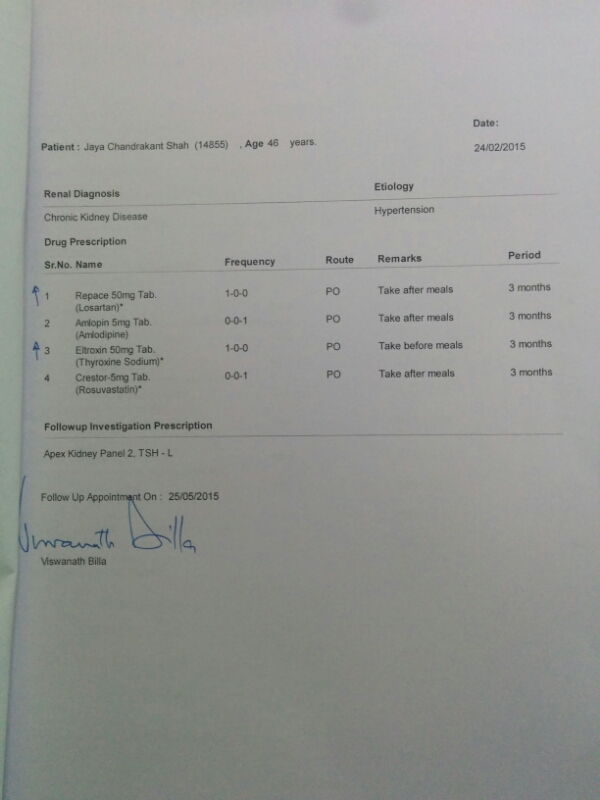 Date:
Patient : Jaya Chandrakant Shah (14855) , Age 46 years.
24/02/2015
Renal Diagnosis Etiology
Chronic Kidney Disease Hypertension
Drug Prescription
Sr.No. Name Frequency Route Remarks Period
1 Repace 50mg Tab. 1-0-0 PO Take after meals 3 months
(Losartan)*
2 Amlopin 5mg Tab. 0-0-1 PO Take after meals 3 months
(Amlodipine)
3 Eltroxin 50mg Tab. 1-0-0 PO Take before meals 3 months
(Thyroxine Sodium)*
4 Crestor-5mg Tab. 0-0-1 PO Take after meals 3 months
(Rosuvastatin)*
Followup Investigation Prescription
Apex Kidney Panel 2, TSH - L
Follow Up Appointment On : 25/05/2015
Viswanath Billa
Viswanath Billa